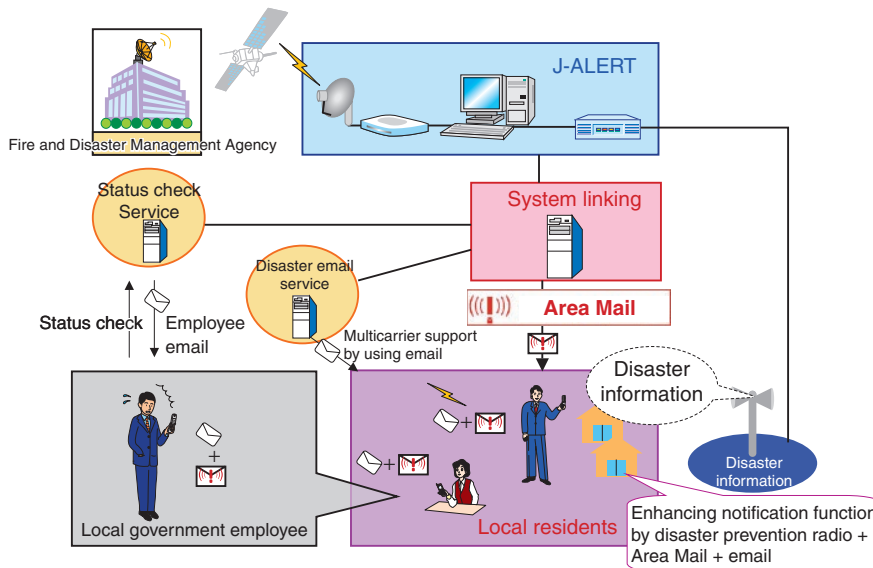 J-ALERT
Fire and Disaster Management Agency
Status check
Service
System linking
Disaster email
service
Area Mail
Status check
Employee
email
Multicarrier support
by using email
Disaster
information
Disaster
information
Local government employee
Local residents
Enhancing notification function
by disaster prevention radio +
Area Mail + email